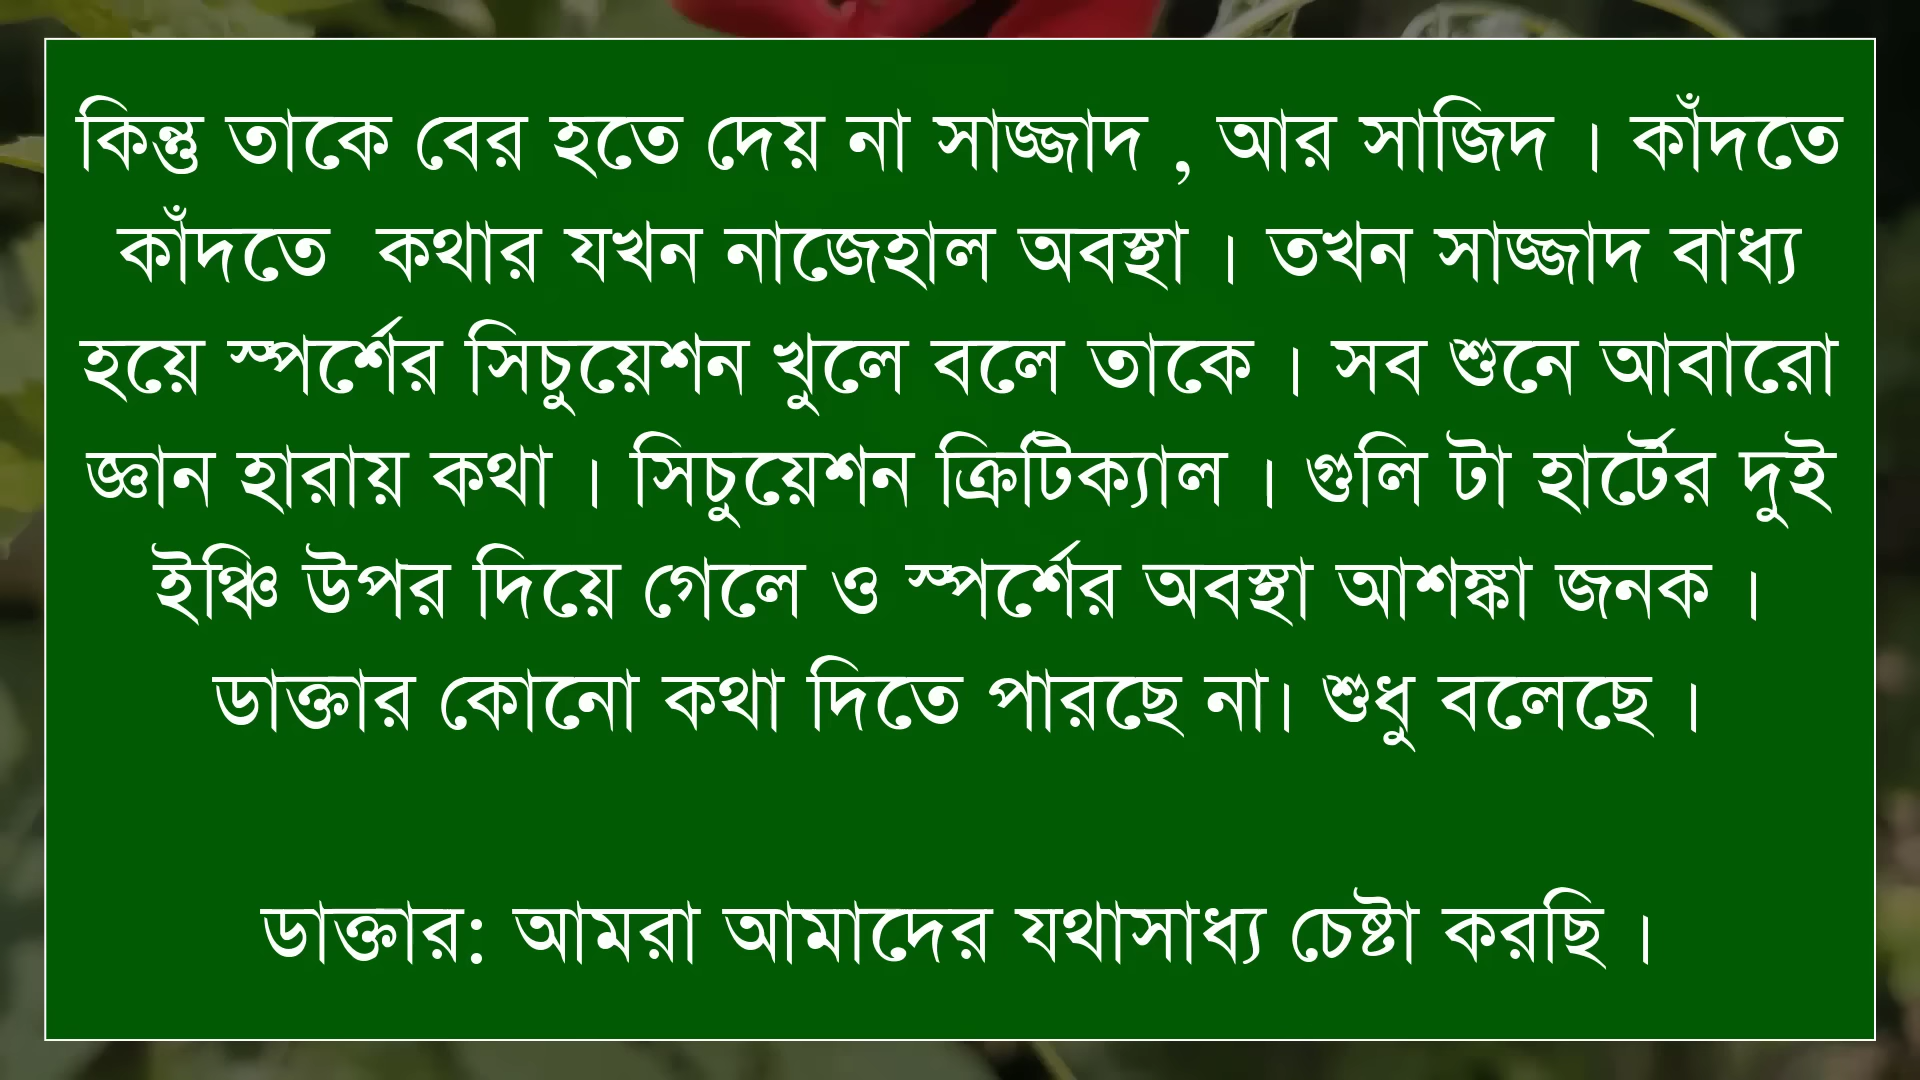 কিন্তু তাকে বের হতে দেয় না সাজ্জাদ , আর সাজিদ । কাঁদতে
কাঁদতে কথার যখন নাজেহাল অবস্থা । তখন সাজ্জাদ বাধ্য
হয়ে স্পর্শের সিচুয়েশন খুলে বলে তাকে । সব শুনে আবারো
জ্ঞান হারায় কথা । সিচুয়েশন ক্রিটিক্যাল । গুলি টা হার্টের দুই
ইঞ্চি উপর দিয়ে গেলে ও স্পর্শের অবস্থা আশঙ্কা জনক ।
ডাক্তার কোনো কথা দিতে পারছে না। শুধু বলেছে ।
ডাক্তার: আমরা আমাদের যথাসাধ্য চেষ্টা করছি ।